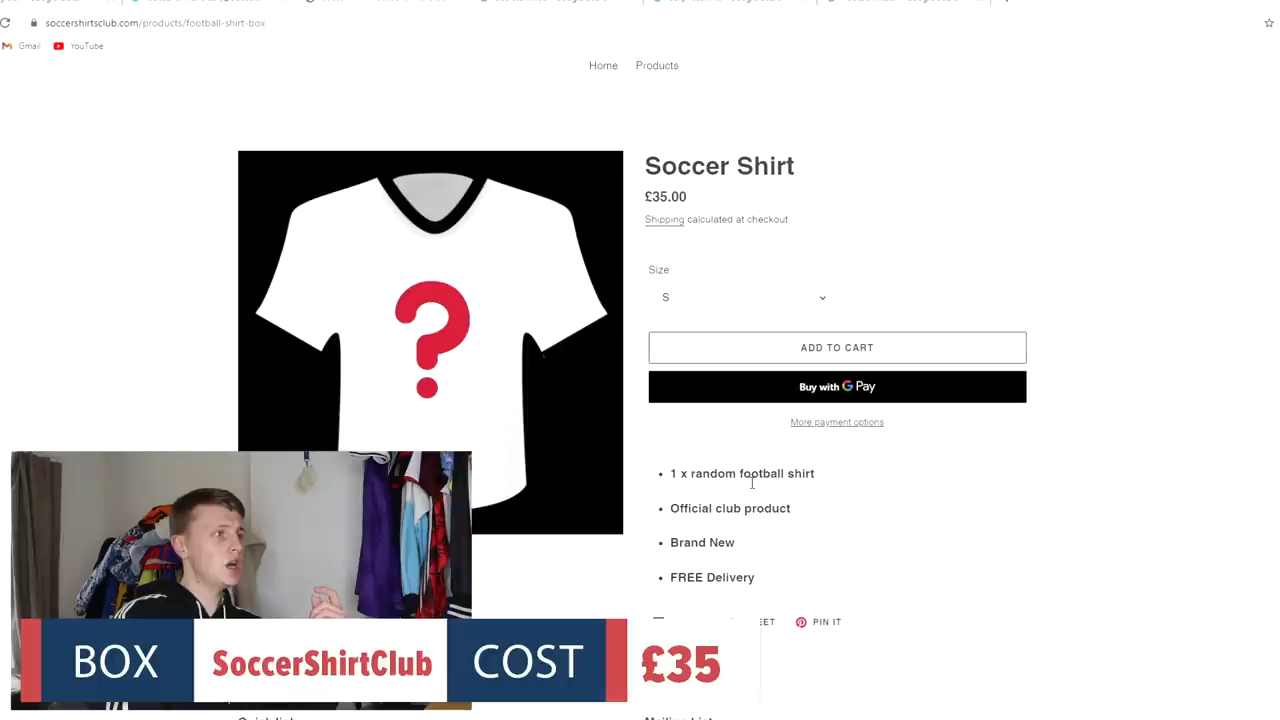 soccershirtsclub.com/products/football-shirt-box
Gmail YouTube
Home Products
Soccer Shirt
£35.00
Shipping calculated at checkout.
Size
S
ADD TO CART
Buy with G Pay
More payment options
?
• 1 x random football shirt
• Official club product
• Brand New
• FREE Delivery
PIN IT
BOX SoccerShirtClub COST £35